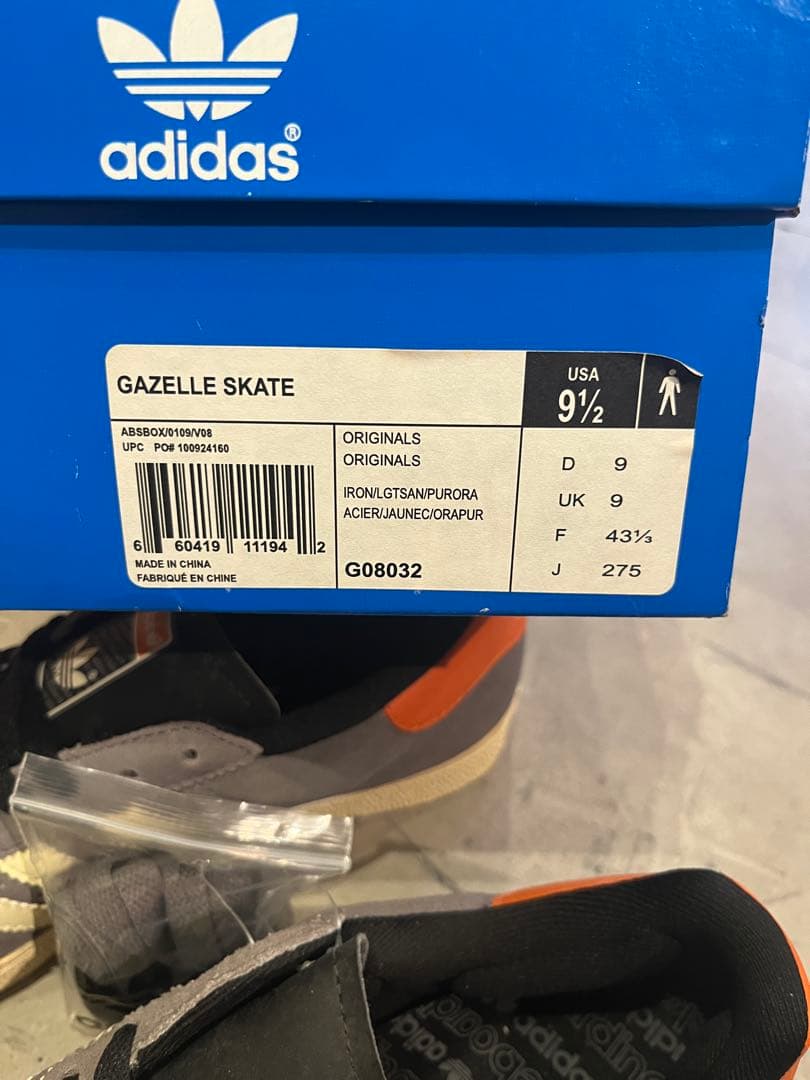 adidas®
GAZELLE SKATE
USA
9½
ABSBOX/0109/V08
UPC PO# 100924160
6 60419 11194 2
MADE IN CHINA
FABRIQUÉ EN CHINE
ORIGINALS
ORIGINALS
IRON/LGTSAN/PURORA
ACIER/JAUNEC/ORAPUR
G08032
D 9
UK 9
F 43⅓
J 275
adidas